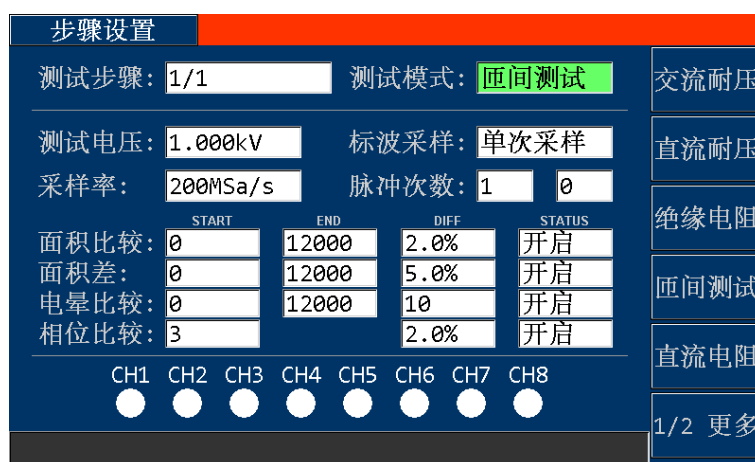 步骤设置
测试步骤: 1/1 测试模式: 匝间测试
测试电压: 1.000kV 标波采样: 单次采样
采样率: 200MSa/s 脉冲次数: 1 0
START END DIFF STATUS
面积比较: 0 12000 2.0% 开启
面积差: 0 12000 5.0% 开启
电晕比较: 0 12000 10 开启
相位比较: 3 2.0% 开启
CH1 CH2 CH3 CH4 CH5 CH6 CH7 CH8
交流耐压
直流耐压
绝缘电阻
匝间测试
直流电阻
1/2 更多